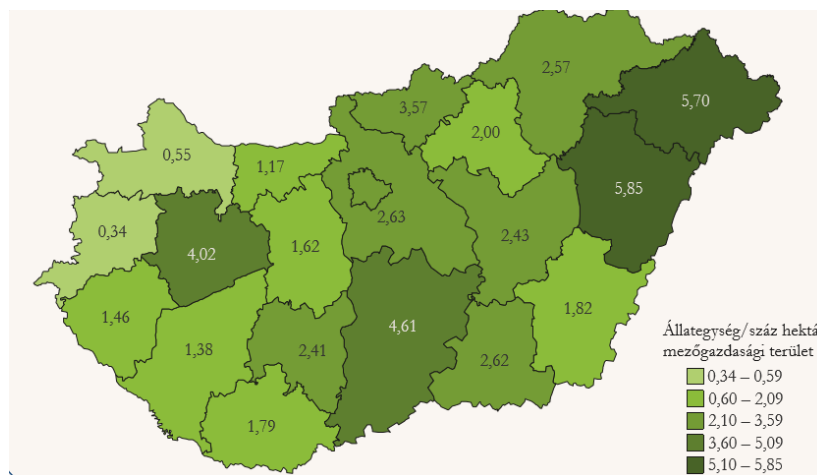 2,57
5,70
3,57
2,00
0,55
1,17
5,85
2,63
0,34
4,02
1,62
2,43
4,61
1,82
1,46
1,38
2,41
2,62
1,79
Állategység/száz hektá
mezőgazdasági terület
0,34 – 0,59
0,60 – 2,09
2,10 – 3,59
3,60 – 5,09
5,10 – 5,85